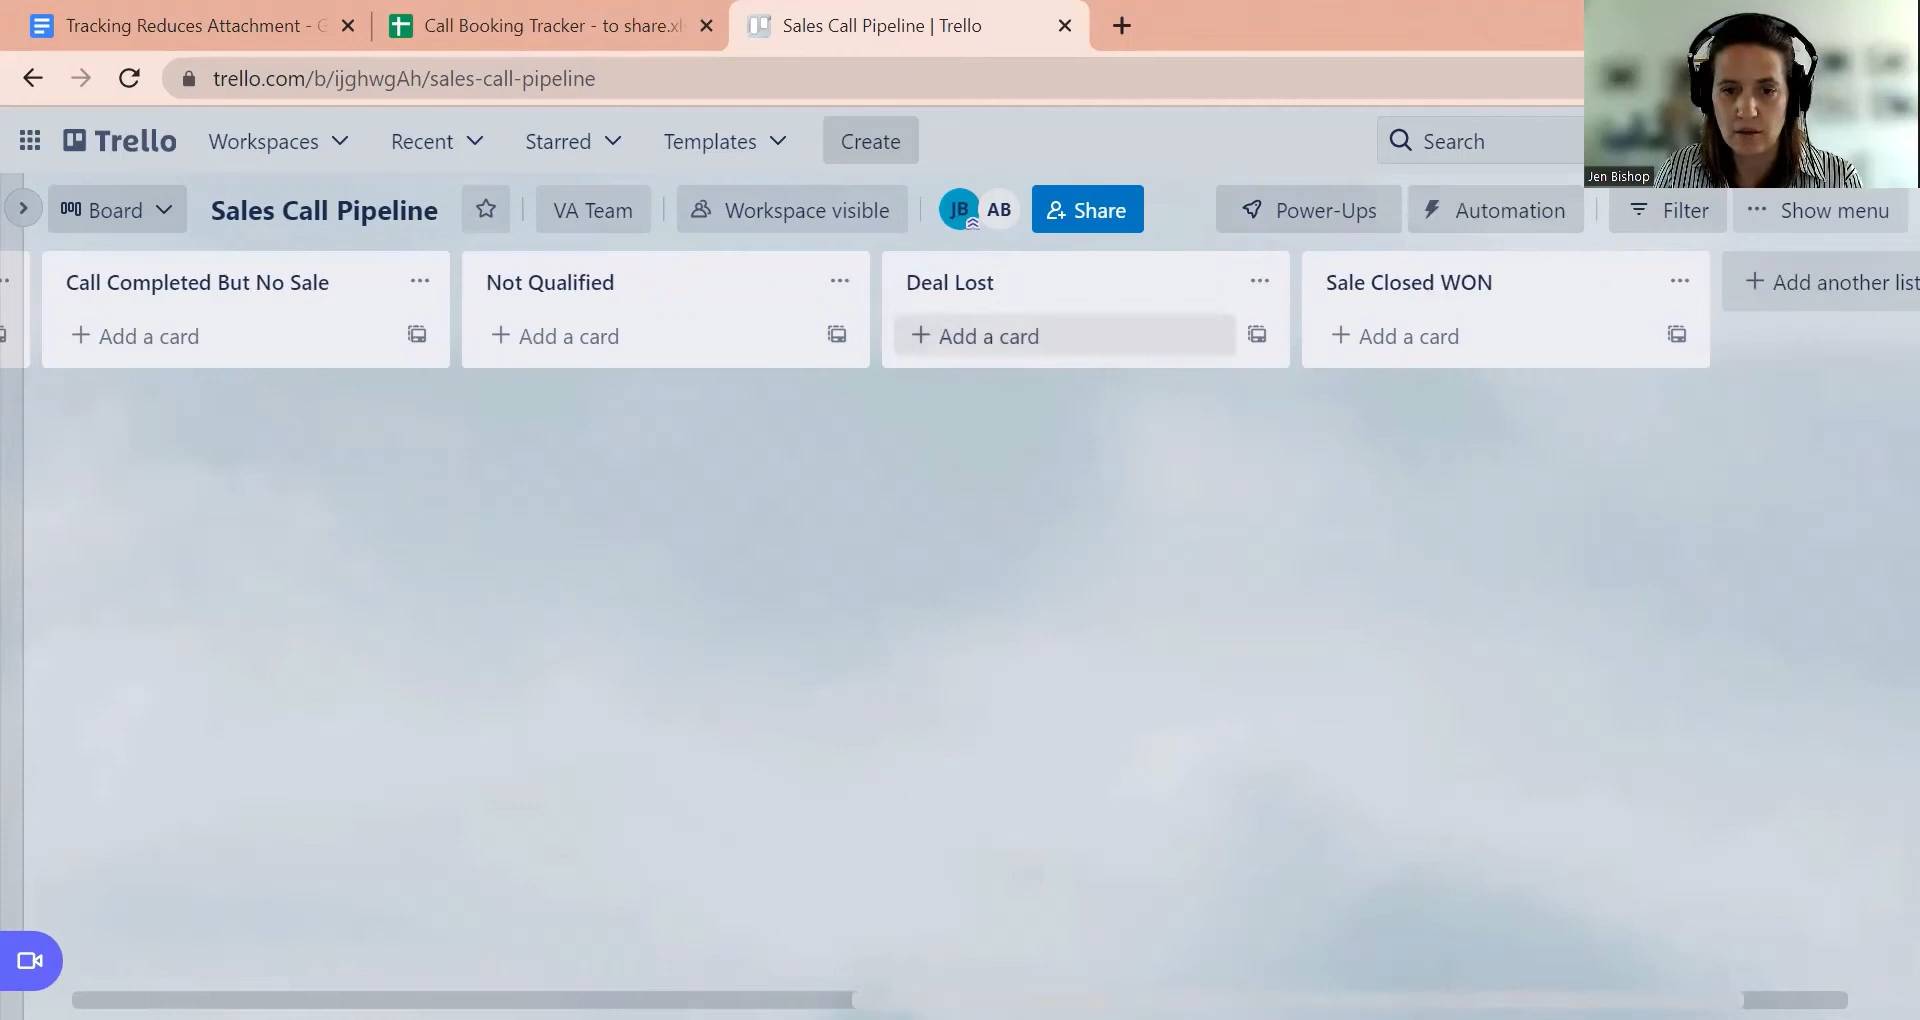 Tracking Reduces Attachment - G
Call Booking Tracker - to share.xl
Sales Call Pipeline | Trello
trello.com/b/ijghwgAh/sales-call-pipeline
Trello
Workspaces
Recent
Starred
Templates
Create
Search
Jen Bishop
Board
Sales Call Pipeline
VA Team
Workspace visible
JB
AB
Share
Power-Ups
Automation
Filter
Show menu
Call Completed But No Sale
Not Qualified
Deal Lost
Sale Closed WON
Add another list
Add a card
Add a card
Add a card
Add a card